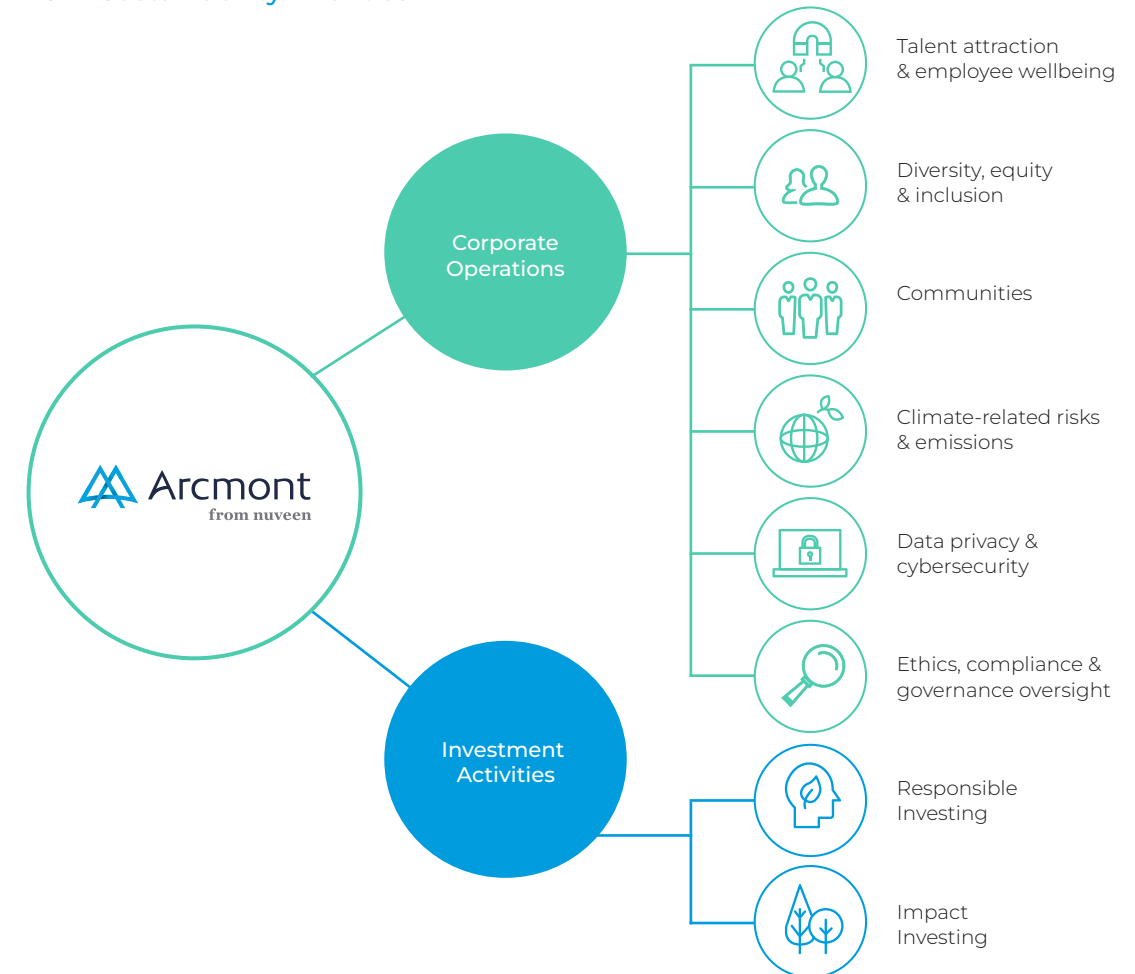 Talent attraction
& employee wellbeing
Diversity, equity
& inclusion
Corporate
Operations
Communities
Climate-related risks
& emissions
Arcmont
from nuveen
Data privacy &
cybersecurity
Ethics, compliance &
governance oversight
Investment
Activities
Responsible
Investing
Impact
Investing